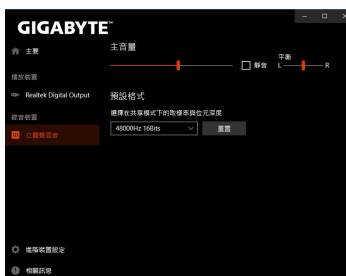 GIGABYTE™
主要
播放裝置
Realtek Digital Output
錄音裝置
立體聲混音
進階裝置設定
相關訊息
主音量
靜音
平衡
L
R
預設格式
選擇在共享模式下的取樣率與位元深度
48000Hz 16Bits
重置